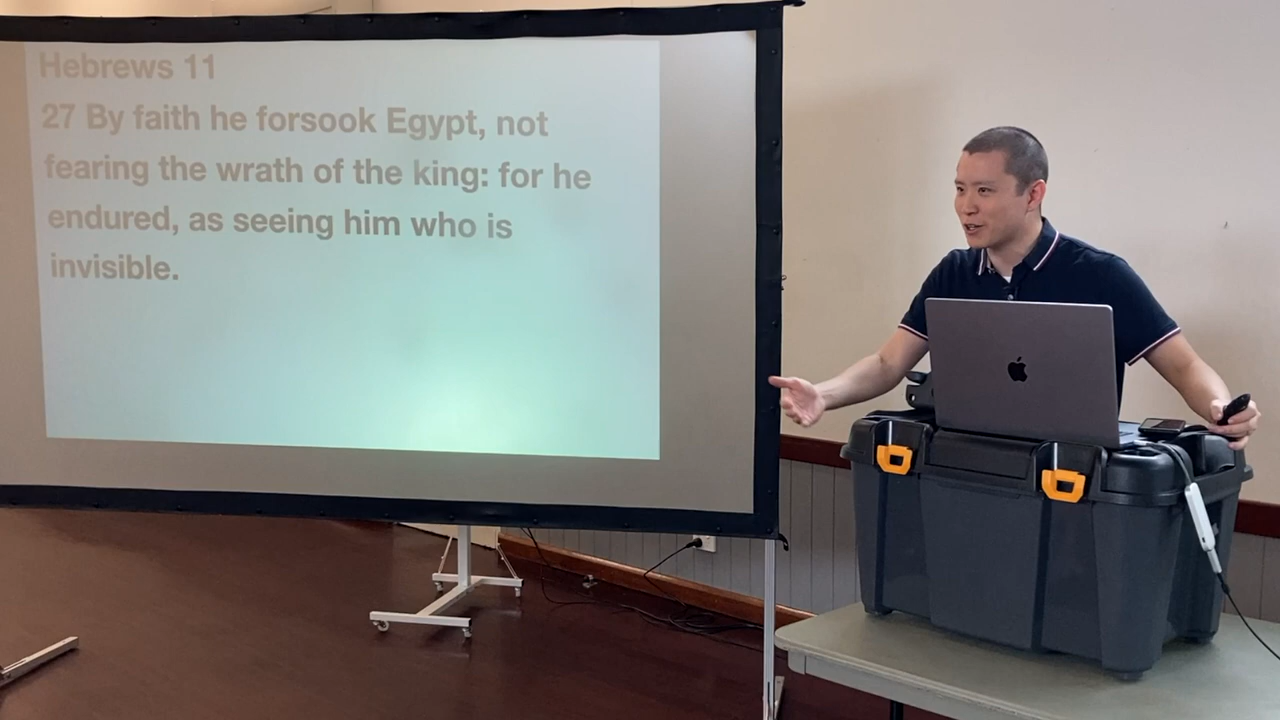 Hebrews 11
27 By faith he forsook Egypt, not
fearing the wrath of the king: for he
endured, as seeing him who is
invisible.